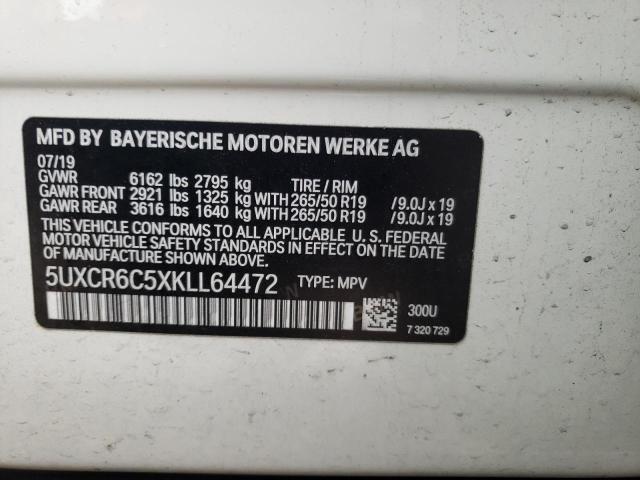 MFD BY BAYERISCHE MOTOREN WERKE AG
07/19
GVWR 6162 lbs 2795 kg TIRE / RIM
GAWR FRONT 2921 lbs 1325 kg WITH 265/50 R19 /9.0J x 19
GAWR REAR 3616 lbs 1640 kg WITH 265/50 R19 /9.0J x 19
THIS VEHICLE CONFORMS TO ALL APPLICABLE U. S. FEDERAL
MOTOR VEHICLE SAFETY STANDARDS IN EFFECT ON THE DATE
OF MANUFACTURE SHOWN ABOVE.
5UXCR6C5XKLL64472 TYPE: MPV
300U
7 320 729